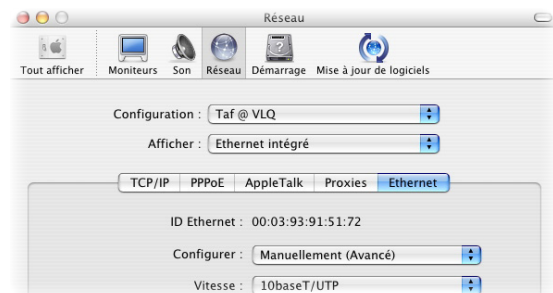 Réseau
Tout afficher Moniteurs Son Réseau Démarrage Mise à jour de logiciels
Configuration : Taf @ VLQ
Afficher : Ethernet intégré
TCP/IP PPPoE AppleTalk Proxies Ethernet
ID Ethernet : 00:03:93:91:51:72
Configurer : Manuellement (Avancé)
Vitesse : 10baseT/UTP